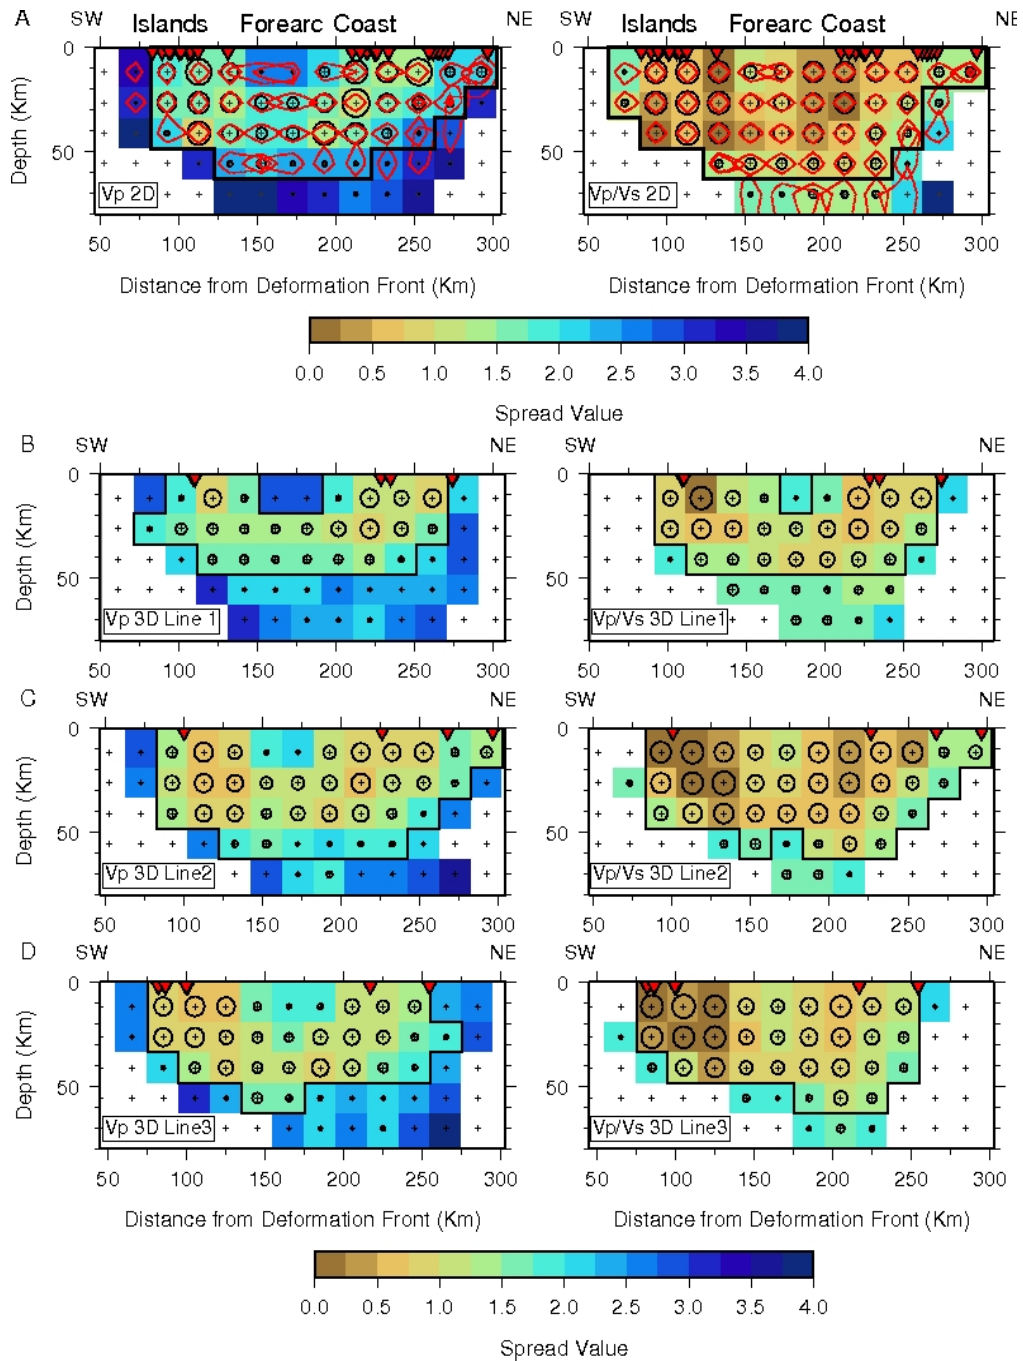 A SW Islands Forearc Coast NE SW Islands Forearc Coast NE
0 0
Depth (Km)
50 50
Vp 2D Vp/Vs 2D
50 100 150 200 250 300 50 100 150 200 250 300
Distance from Deformation Front (Km) Distance from Deformation Front (Km)
0.0 0.5 1.0 1.5 2.0 2.5 3.0 3.5 4.0
Spread Value
B SW NE SW NE
0 0
Depth (Km)
50 50
Vp 3D Line 1 Vp/Vs 3D Line1
50 100 150 200 250 300 50 100 150 200 250 300
C SW NE SW NE
0 0
Depth (Km)
50 50
Vp 3D Line2 Vp/Vs 3D Line2
50 100 150 200 250 300 50 100 150 200 250 300
D SW NE SW NE
0 0
Depth (Km)
50 50
Vp 3D Line3 Vp/Vs 3D Line3
50 100 150 200 250 300 50 100 150 200 250 300
Distance from Deformation Front (Km) Distance from Deformation Front (Km)
0.0 0.5 1.0 1.5 2.0 2.5 3.0 3.5 4.0
Spread Value